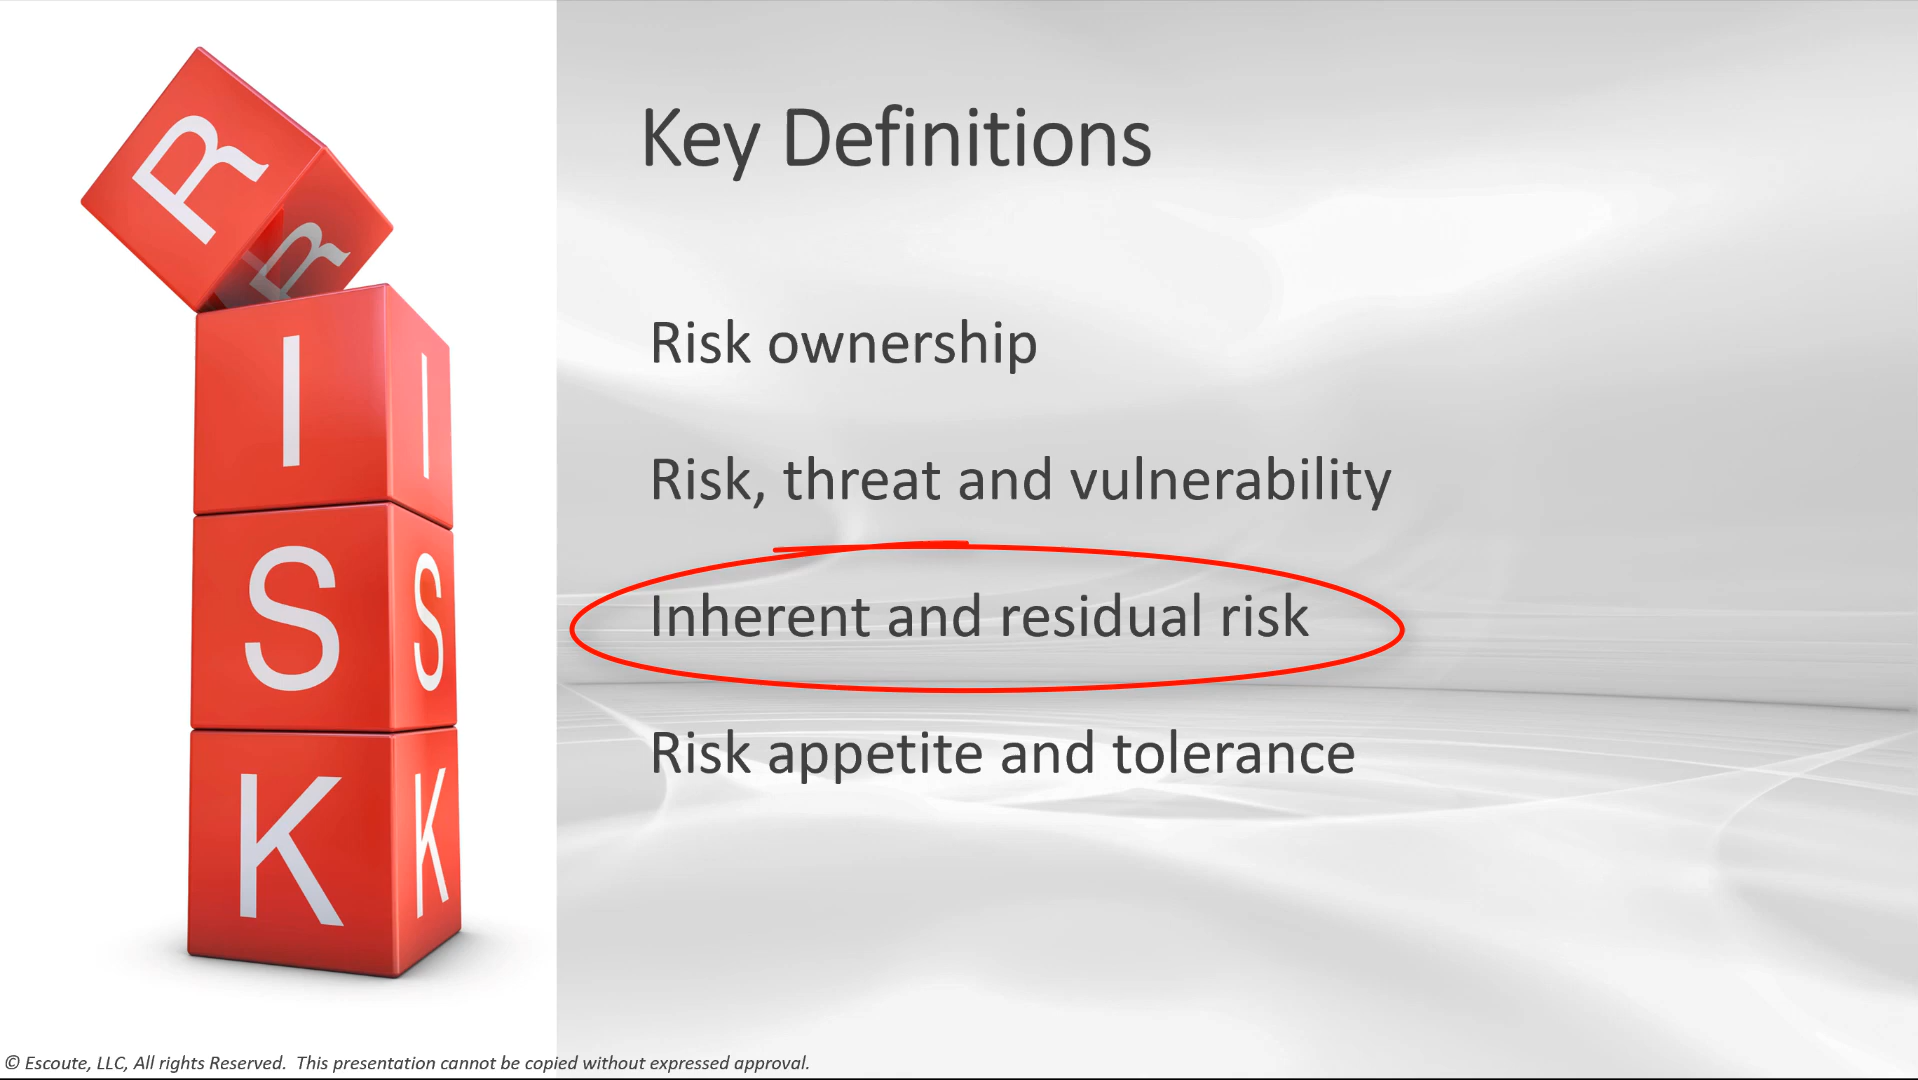 R
R
I
I
S
S
K
K
Key Definitions
Risk ownership
Risk, threat and vulnerability
Inherent and residual risk
Risk appetite and tolerance
© Escoute, LLC, All rights Reserved.  This presentation cannot be copied without expressed approval.